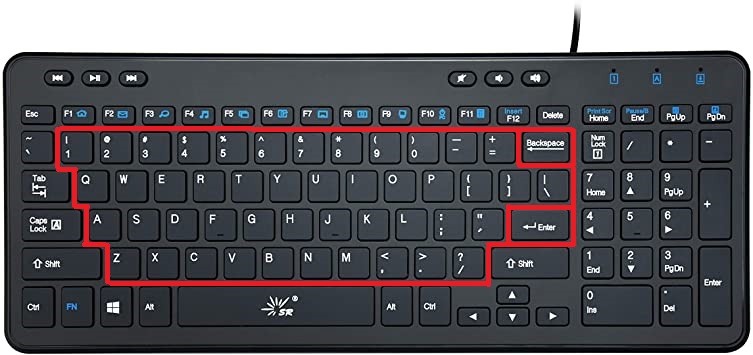 Esc F1 F2 F3 F4 F5 F6 F7 F8 F9 F10 F11 Insert F12 Delete Print Scr Home Pause/B End PgUp PgDn
~ ` ! 1 @ 2 # 3 $ 4 % 5 ^ 6 & 7 * 8 ( 9 ) 0 — - + = Backspace Num Lock 1 / * -
Tab Q W E R T Y U I O P { [ } ] | \ 7 Home 8 ▲ 9 PgUp +
Caps Lock A A S D F G H J K L : ; " ' ↵ Enter 4 ◄ 5 6 ►
⇧ Shift Z X C V B N M < , > . ? / ⇧ Shift ▲ 1 End 2 ▼ 3 PgDn Enter
Ctrl FN Alt SR ® Alt Ctrl ◄ ▼ ► 0 Ins . Del